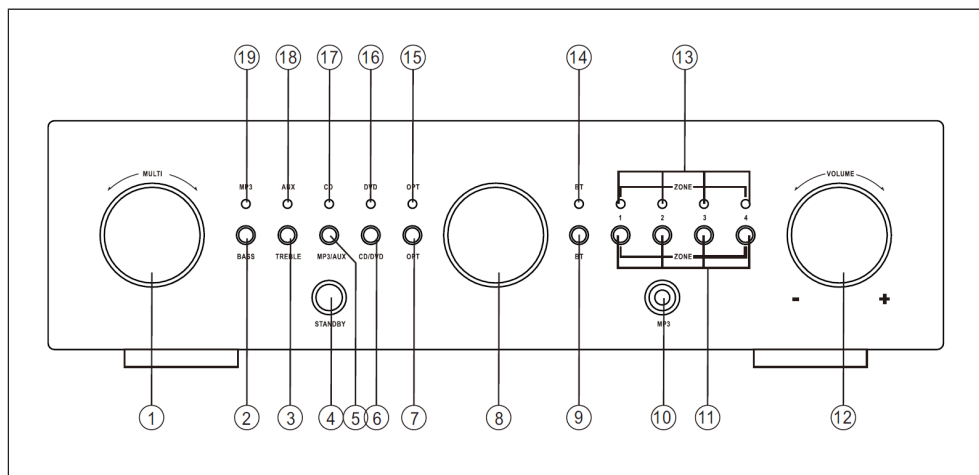 19 18 17 16 15 14 13
MULTI MP3 AUX CD DVD OPT BT ZONE VOLUME
1 2 3 4
BASS TREBLE MP3/AUX CD/DVD OPT BT ZONE
- +
STANDBY MP3
1 2 3 4 5 6 7 8 9 10 11 12